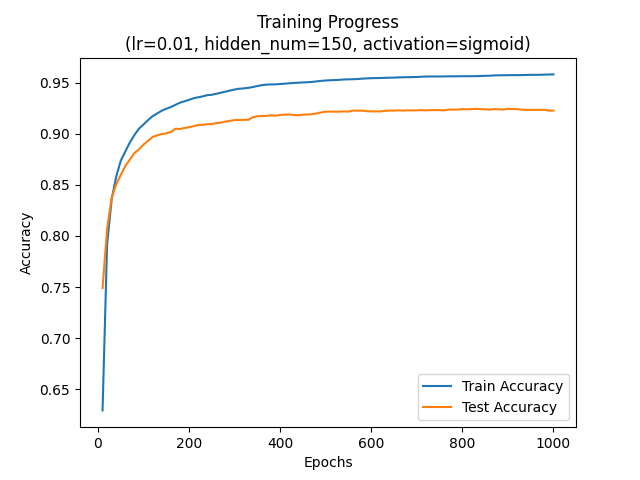 Training Progress
(lr=0.01, hidden_num=150, activation=sigmoid)
0.95
0.90
0.85
0.80
0.75
0.70
0.65
Accuracy
Train Accuracy
Test Accuracy
0 200 400 600 800 1000
Epochs